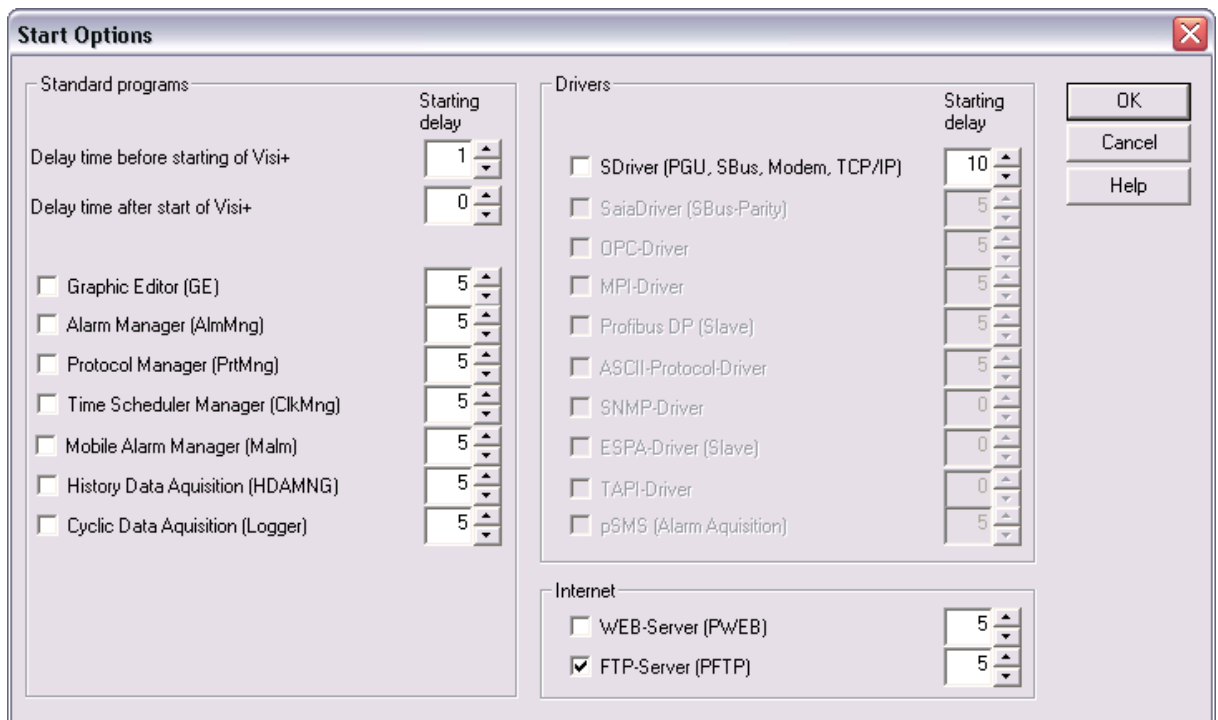 Start Options
Standard programs
Starting
delay
Delay time before starting of Visi+ 1
Delay time after start of Visi+ 0
Graphic Editor (GE) 5
Alarm Manager (AlmMng) 5
Protocol Manager (PrtMng) 5
Time Scheduler Manager (ClkMng) 5
Mobile Alarm Manager (Malm) 5
History Data Aquisition (HDAMNG) 5
Cyclic Data Aquisition (Logger) 5
Drivers
Starting
delay
SDriver (PGU, SBus, Modem, TCP/IP) 10
SaiaDriver (SBus-Parity) 5
OPC-Driver 5
MPI-Driver 5
Profibus DP (Slave) 5
ASCII-Protocol-Driver 5
SNMP-Driver 0
ESPA-Driver (Slave) 0
TAPI-Driver 0
pSMS (Alarm Aquisition) 5
Internet
WEB-Server (PWEB) 5
FTP-Server (PFTP) 5
OK
Cancel
Help